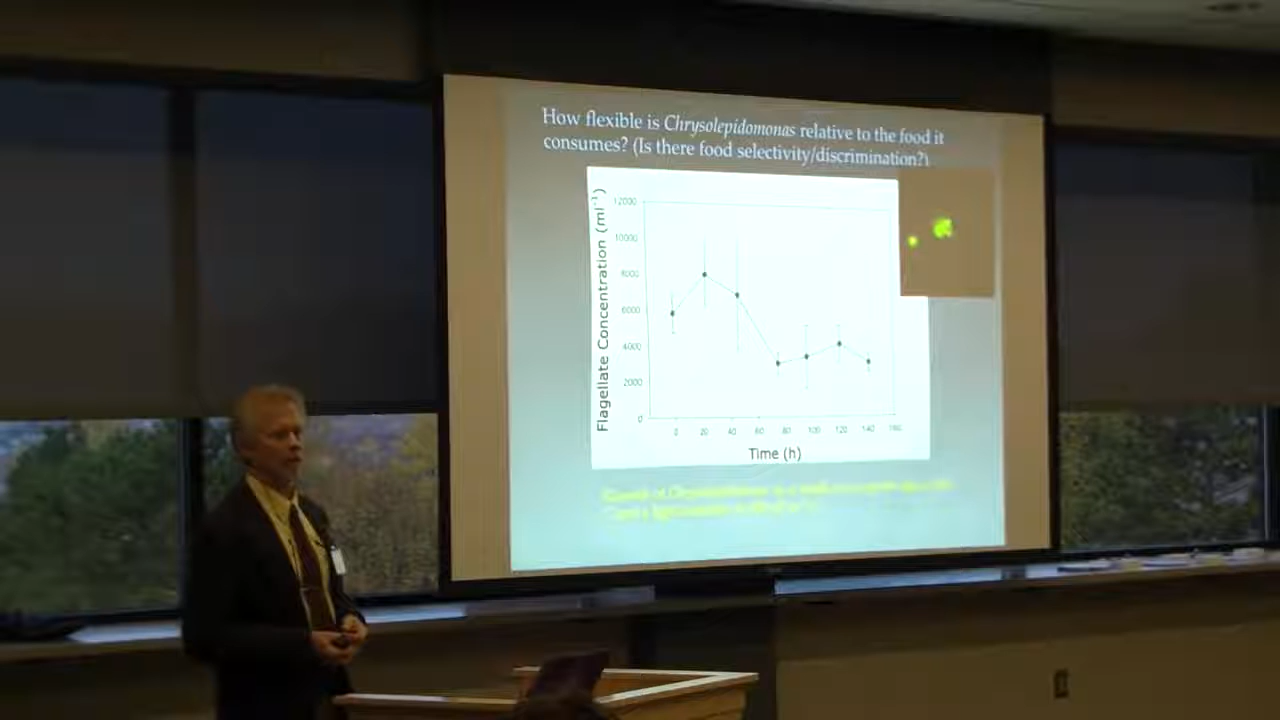 How flexible is Chrysolepidomonas relative to the food it
consumes? (Is there food selectivity/discrimination?)
Flagellate Concentration (ml⁻¹)
12000
10000
8000
6000
4000
2000
0
0 20 40 60 80 100 120 140 160
Time (h)